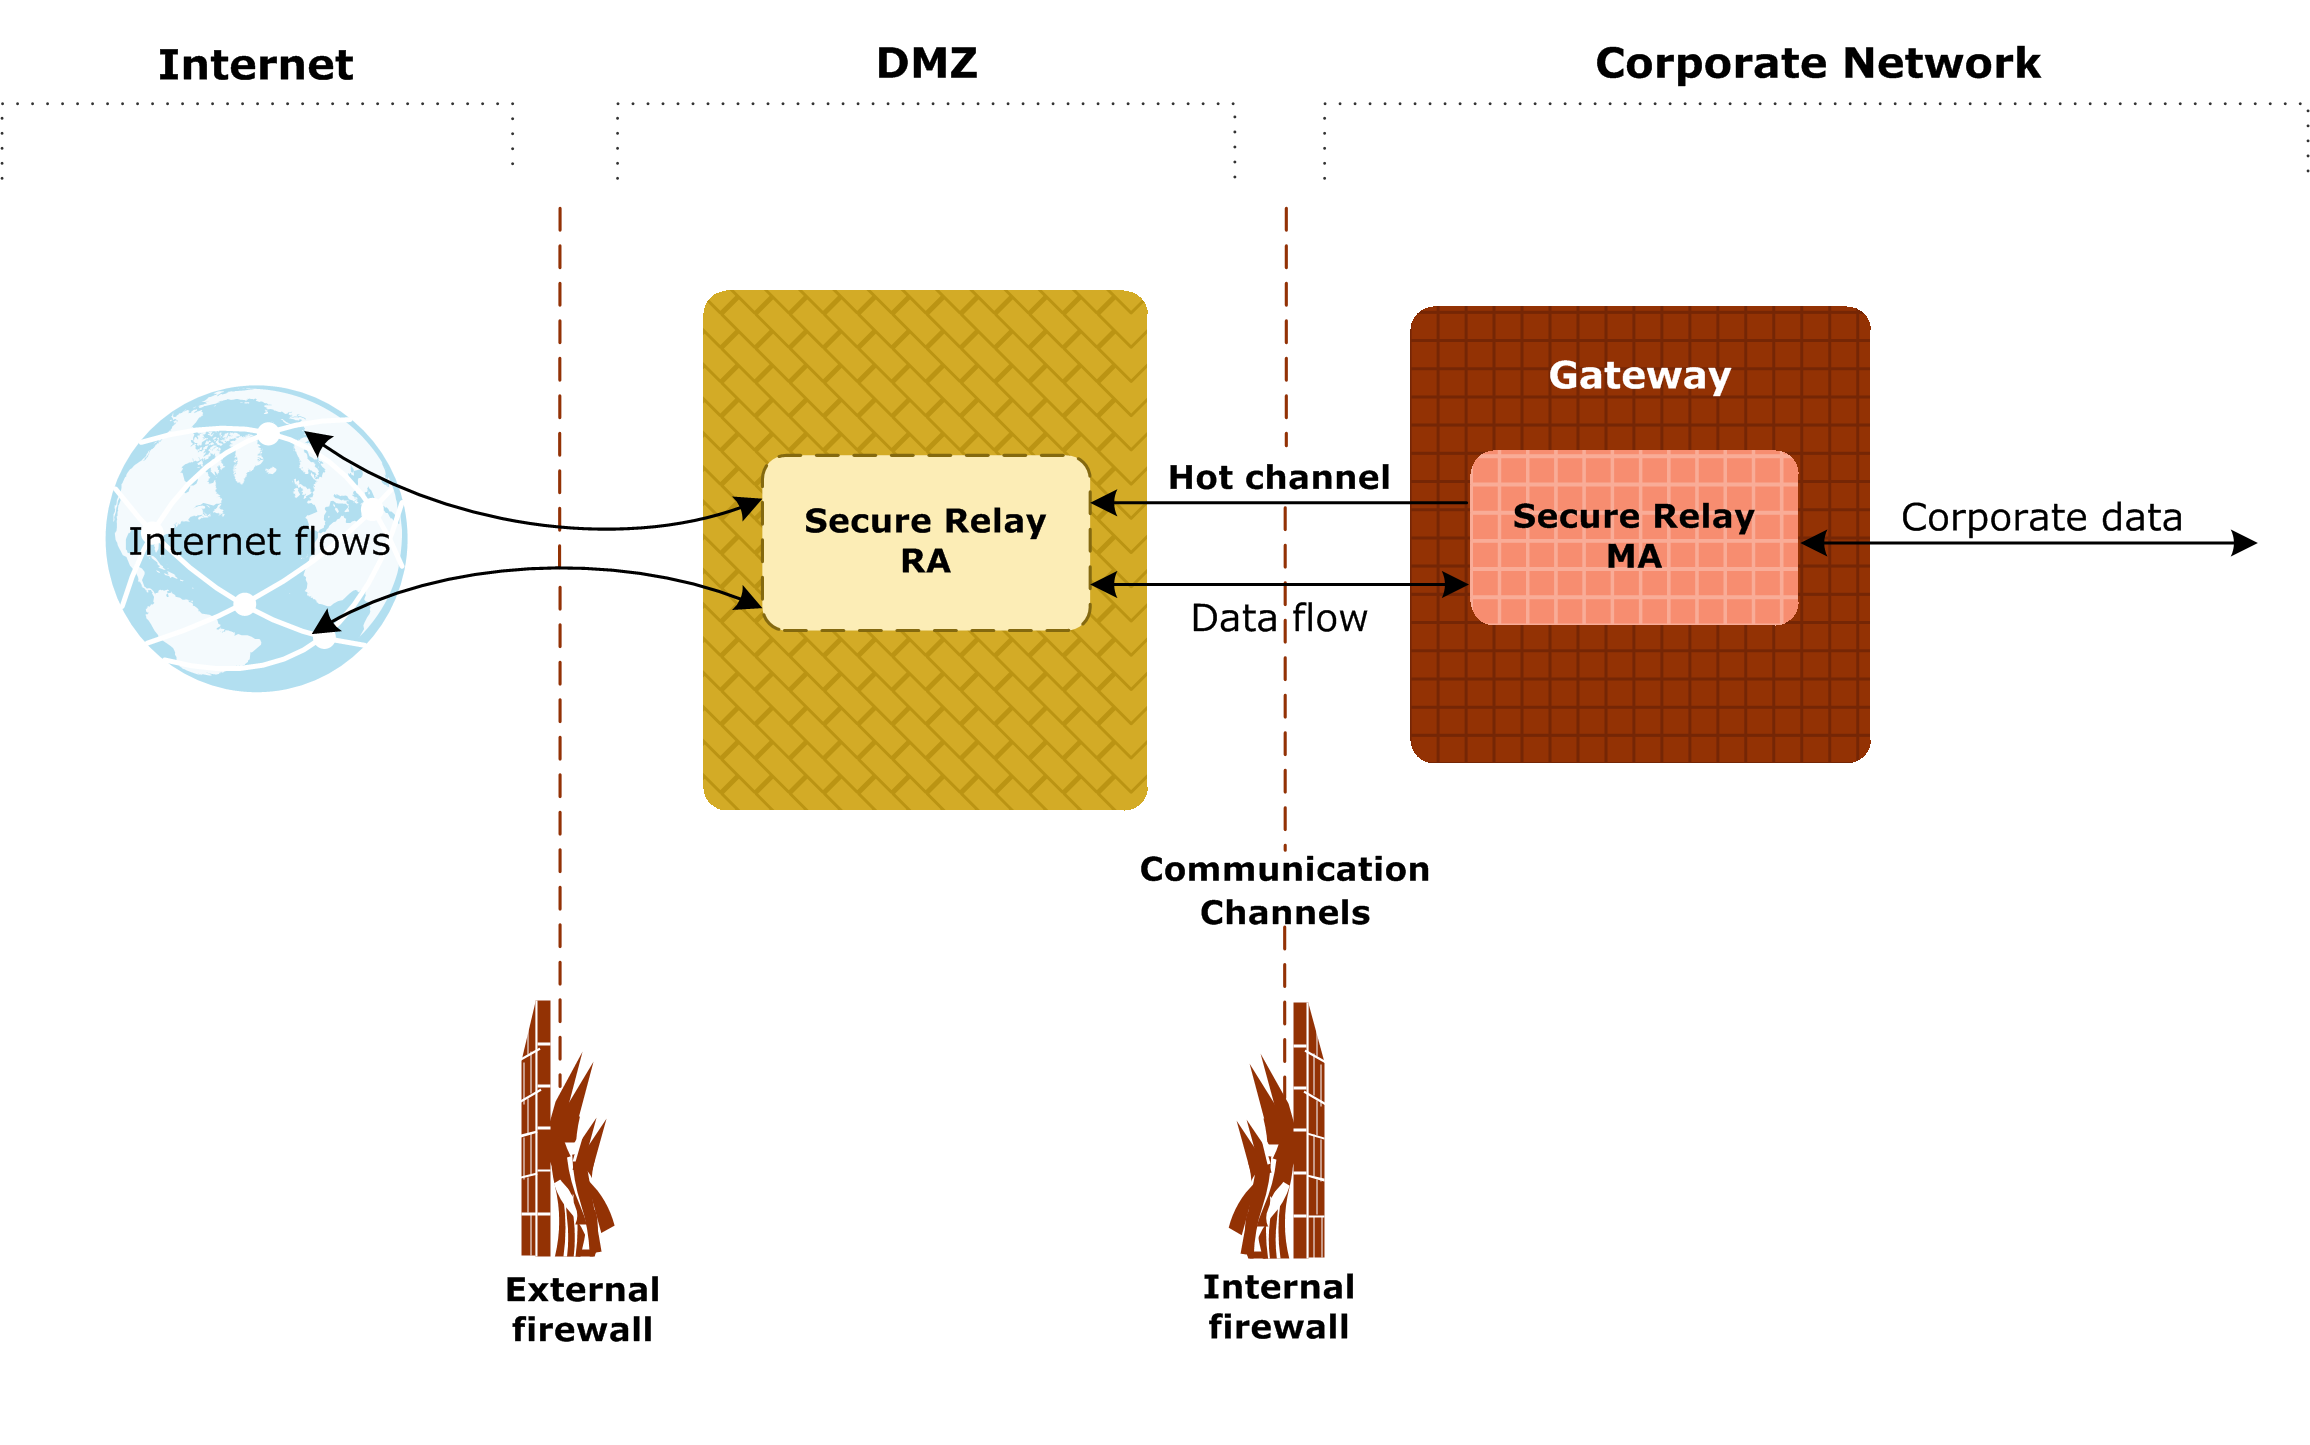 Internet
DMZ
Corporate Network
Gateway
Hot channel
Secure Relay
RA
Secure Relay
MA
Corporate data
Internet flows
Data flow
Communication
Channels
External
firewall
Internal
firewall